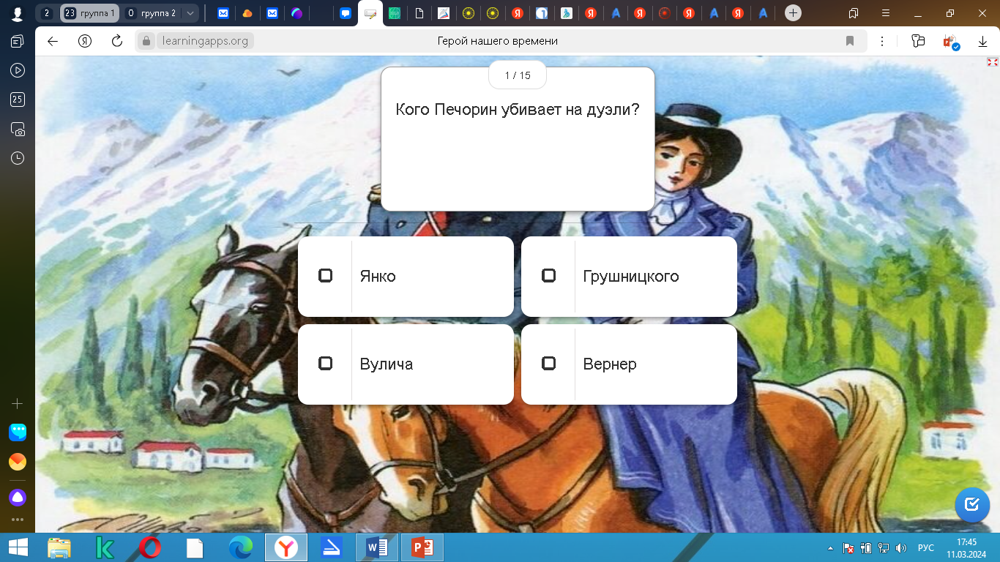 2
23 группа 1
0 группа 2
learningapps.org
Герой нашего времени
25
1 / 15
Кого Печорин убивает на дуэли?
Янко
Грушницкого
Вулича
Вернер
РУС
17:45
11.03.2024